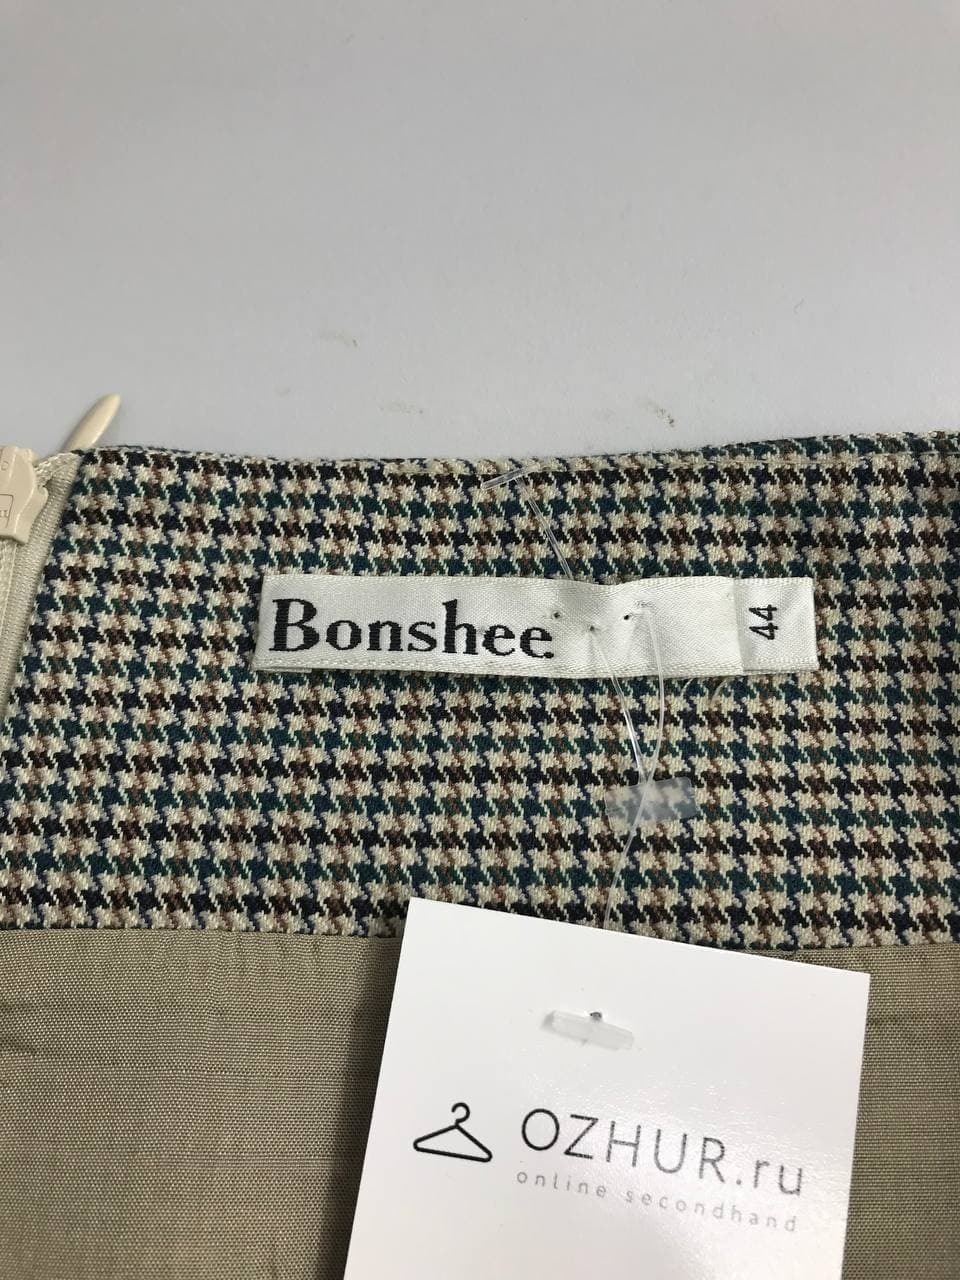 Bonshee
44
OZHUR.ru
online secondhand